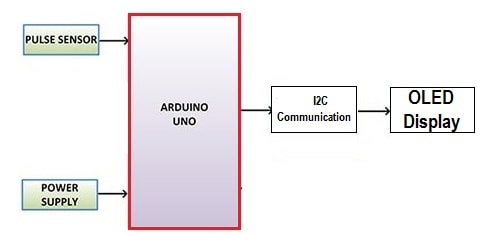 PULSE SENSOR
ARDUINO
UNO
I2C
Communication
OLED
Display
POWER
SUPPLY